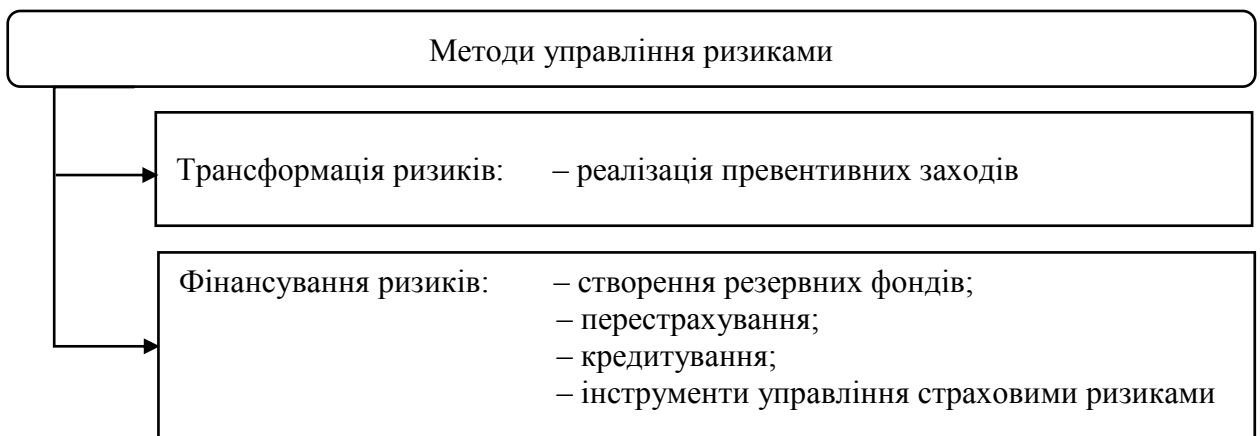 Методи управління ризиками
Трансформація ризиків: – реалізація превентивних заходів
Фінансування ризиків: – створення резервних фондів;
– перестрахування;
– кредитування;
– інструменти управління страховими ризиками